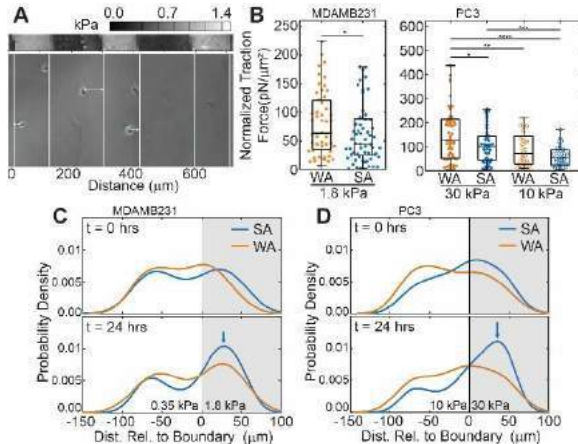 A
kPa
0.0 0.6 1.0 1.4
0 200 400 600
Distance (μm)
B
MDAMB231
PC3
Normalized Traction
Force(pN/μm²)
250
200
150
100
50
0
600
500
400
300
200
100
0
*
*
**
WA SA
1.8 kPa
WA SA WA SA
30 kPa 10 kPa
C
MDAMB231
t = 0 hrs
SA
WA
0.01
0.005
0
t = 24 hrs
0.01
0.005
0.00
Probability Density
0.35 kPa 1.8 kPa
-150 -100 -50 0 50 100
Dist. Rel. to Boundary (μm)
D
PC3
t = 0 hrs
SA
WA
0.01
0.005
0
t = 24 hrs
0.01
0.005
0.00
Probability Density
10 kPa 30 kPa
-150 -100 -50 0 50 100
Dist. Rel. to Boundary (μm)